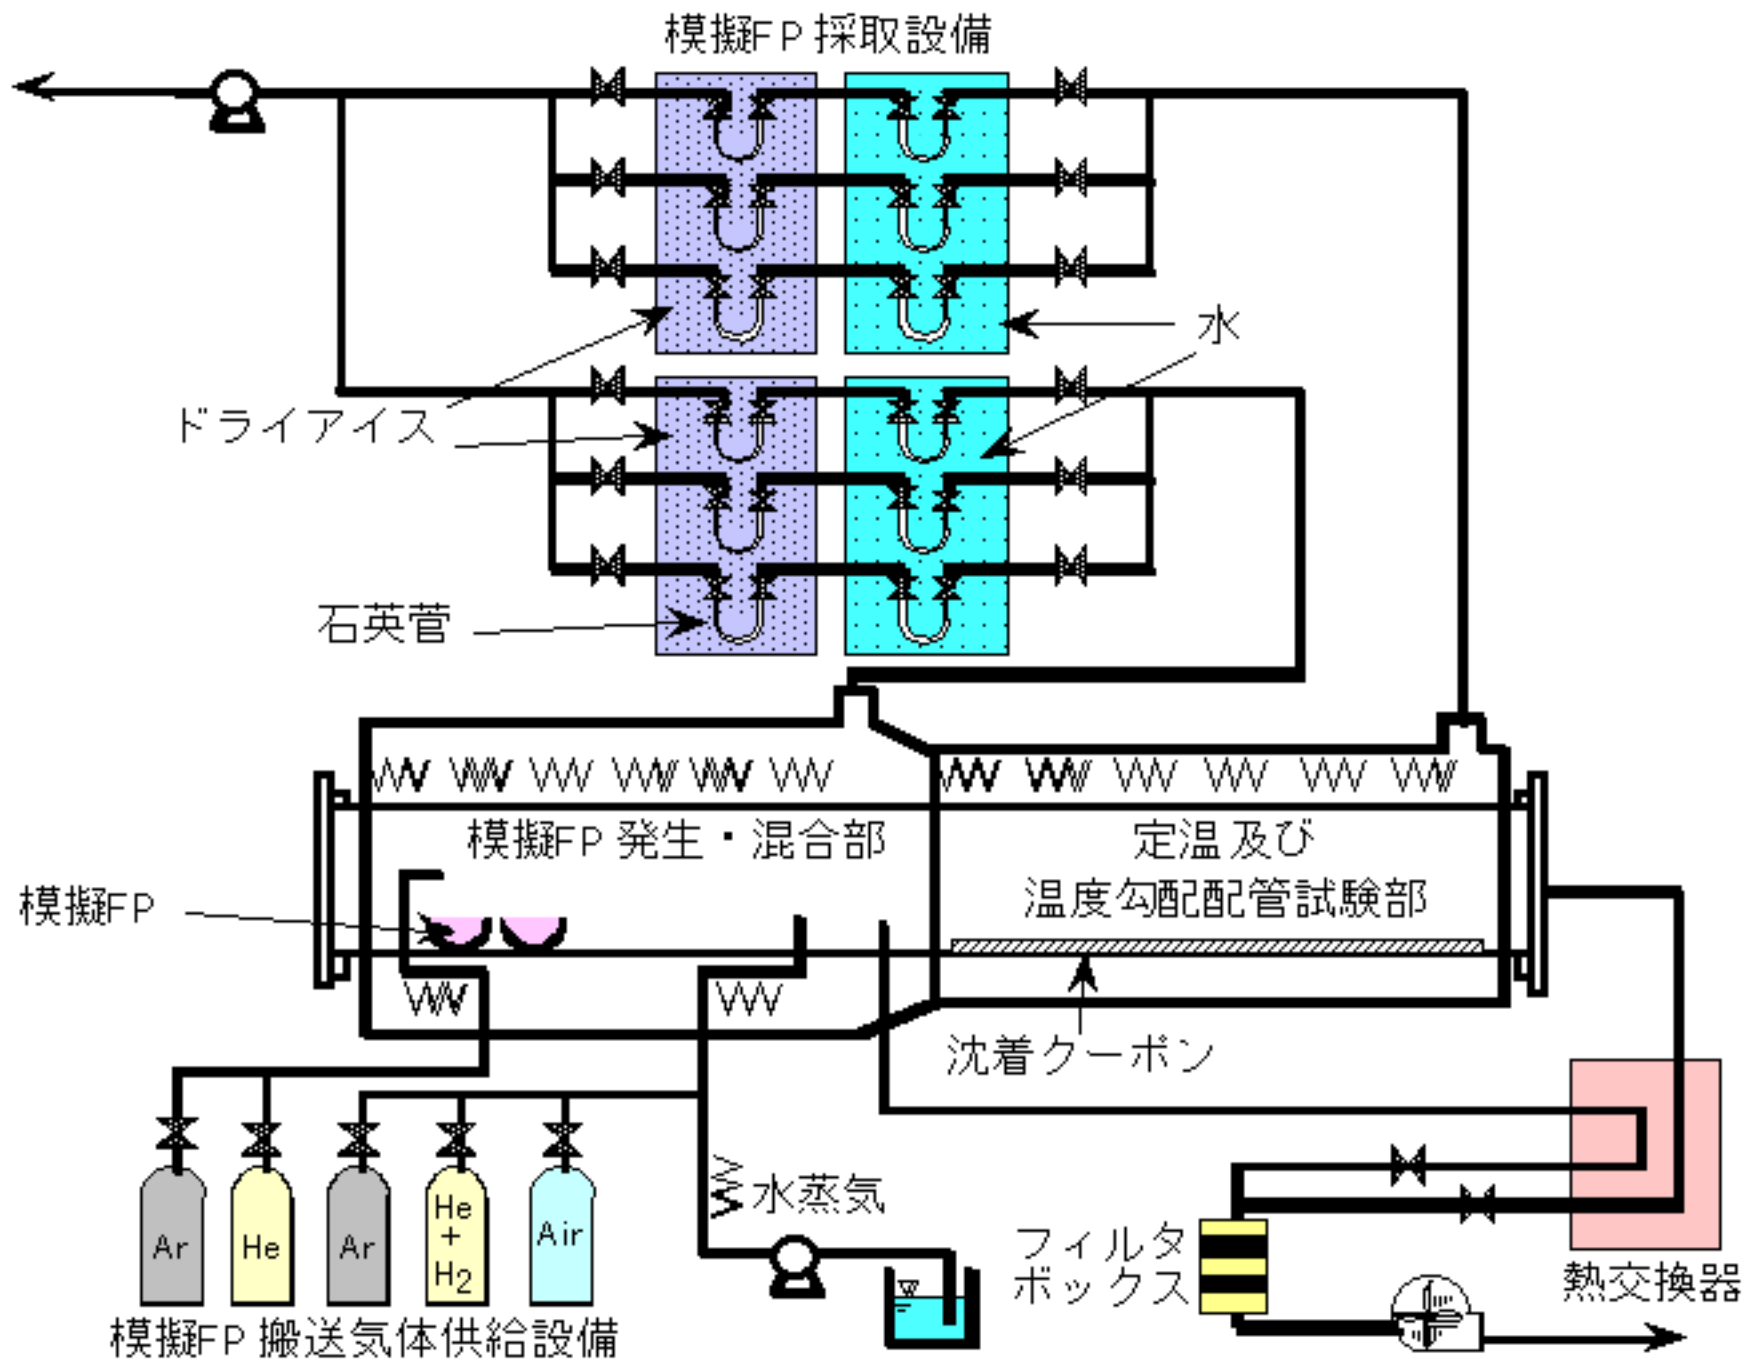 模擬FP 採取設備
水
ドライアイス
石英菅
模擬FP 発生・混合部
定温及び
温度勾配配管試験部
模擬FP
沈着クーポン
水蒸気
Ar
He
Ar
He
+
H2
Air
フィルタ
ボックス
熱交換器
模擬FP 搬送気体供給設備